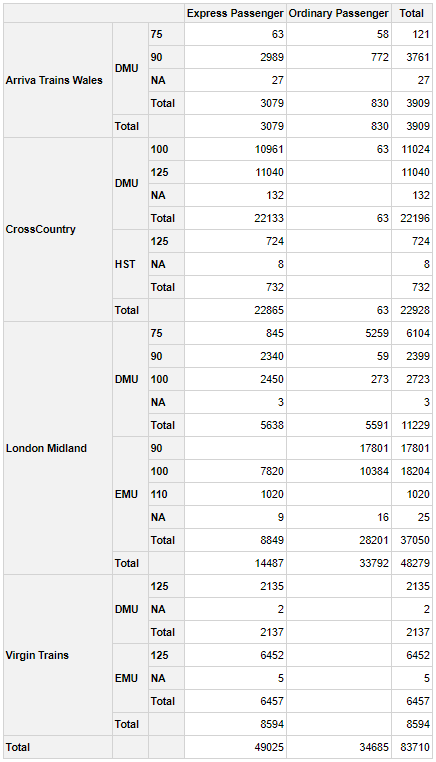 Express Passenger Ordinary Passenger Total
75 63 58 121
DMU 90 2989 772 3761
Arriva Trains Wales NA 27 27
Total 3079 830 3909
Total 3079 830 3909
100 10961 63 11024
DMU 125 11040 11040
NA 132 132
Total 22133 63 22196
CrossCountry
125 724 724
HST NA 8 8
Total 732 732
Total 22865 63 22928
75 845 5259 6104
90 2340 59 2399
DMU 100 2450 273 2723
NA 3 3
Total 5638 5591 11229
London Midland 90 17801 17801
100 7820 10384 18204
EMU 110 1020 1020
NA 9 16 25
Total 8849 28201 37050
Total 14487 33792 48279
125 2135 2135
DMU NA 2 2
Total 2137 2137
Virgin Trains 125 6452 6452
EMU NA 5 5
Total 6457 6457
Total 8594 8594
Total 49025 34685 83710